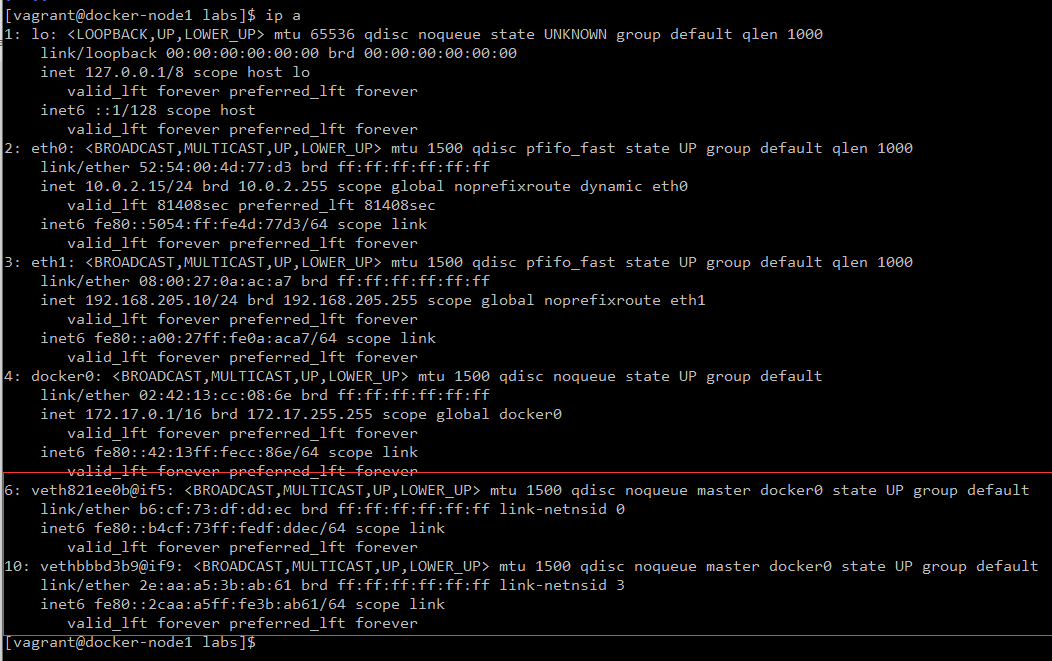 [vagrant@docker-node1 labs]$ ip a
1: lo: <LOOPBACK,UP,LOWER_UP> mtu 65536 qdisc noqueue state UNKNOWN group default qlen 1000
    link/loopback 00:00:00:00:00:00 brd 00:00:00:00:00:00
    inet 127.0.0.1/8 scope host lo
       valid_lft forever preferred_lft forever
    inet6 ::1/128 scope host
       valid_lft forever preferred_lft forever
2: eth0: <BROADCAST,MULTICAST,UP,LOWER_UP> mtu 1500 qdisc pfifo_fast state UP group default qlen 1000
    link/ether 52:54:00:4d:77:d3 brd ff:ff:ff:ff:ff:ff
    inet 10.0.2.15/24 brd 10.0.2.255 scope global noprefixroute dynamic eth0
       valid_lft 81408sec preferred_lft 81408sec
    inet6 fe80::5054:ff:fe4d:77d3/64 scope link
       valid_lft forever preferred_lft forever
3: eth1: <BROADCAST,MULTICAST,UP,LOWER_UP> mtu 1500 qdisc pfifo_fast state UP group default qlen 1000
    link/ether 08:00:27:0a:ac:a7 brd ff:ff:ff:ff:ff:ff
    inet 192.168.205.10/24 brd 192.168.205.255 scope global noprefixroute eth1
       valid_lft forever preferred_lft forever
    inet6 fe80::a00:27ff:fe0a:aca7/64 scope link
       valid_lft forever preferred_lft forever
4: docker0: <BROADCAST,MULTICAST,UP,LOWER_UP> mtu 1500 qdisc noqueue state UP group default
    link/ether 02:42:13:cc:08:6e brd ff:ff:ff:ff:ff:ff
    inet 172.17.0.1/16 brd 172.17.255.255 scope global docker0
       valid_lft forever preferred_lft forever
    inet6 fe80::42:13ff:fecc:86e/64 scope link
       valid_lft forever preferred_lft forever
6: veth821ee0b@if5: <BROADCAST,MULTICAST,UP,LOWER_UP> mtu 1500 qdisc noqueue master docker0 state UP group default
    link/ether b6:cf:73:df:dd:ec brd ff:ff:ff:ff:ff:ff link-netnsid 0
    inet6 fe80::b4cf:73ff:fedf:ddec/64 scope link
       valid_lft forever preferred_lft forever
10: vethbbbd3b9@if9: <BROADCAST,MULTICAST,UP,LOWER_UP> mtu 1500 qdisc noqueue master docker0 state UP group default
    link/ether 2e:aa:a5:3b:ab:61 brd ff:ff:ff:ff:ff:ff link-netnsid 3
    inet6 fe80::2caa:a5ff:fe3b:ab61/64 scope link
       valid_lft forever preferred_lft forever
[vagrant@docker-node1 labs]$